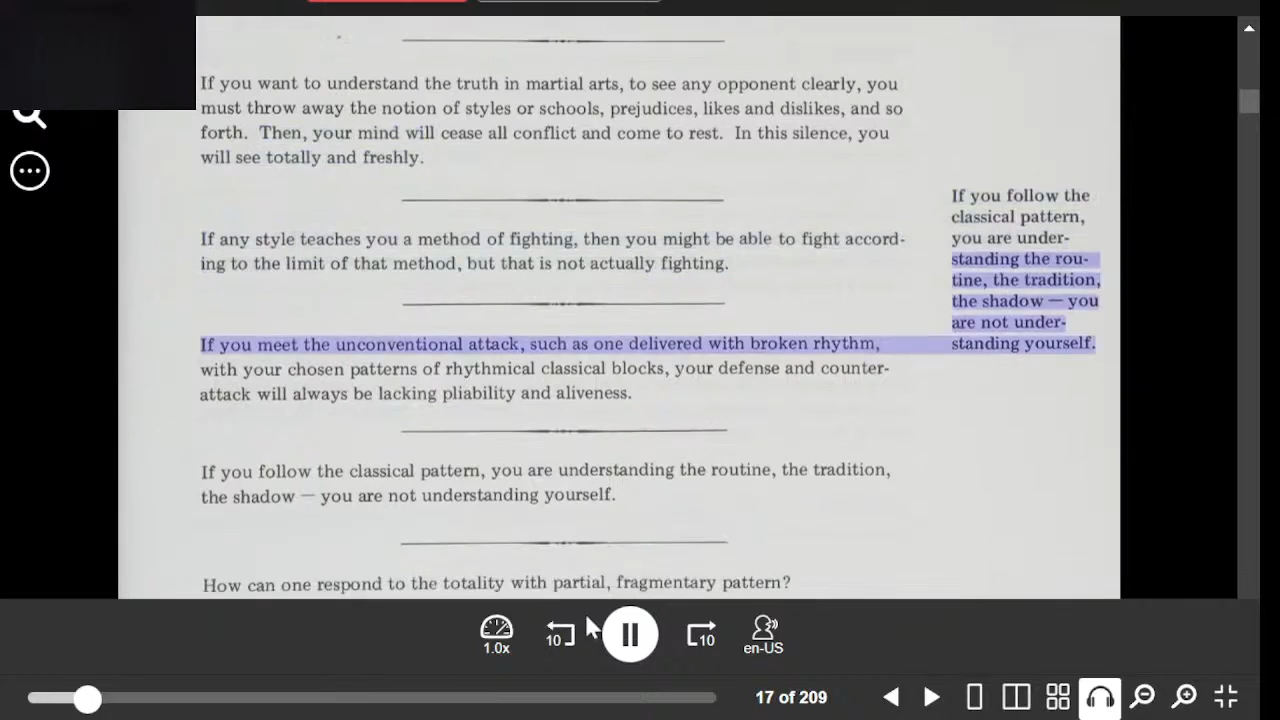 If you want to understand the truth in martial arts, to see any opponent clearly, you
must throw away the notion of styles or schools, prejudices, likes and dislikes, and so
forth. Then, your mind will cease all conflict and come to rest. In this silence, you
will see totally and freshly.
If any style teaches you a method of fighting, then you might be able to fight accord-
ing to the limit of that method, but that is not actually fighting.
If you meet the unconventional attack, such as one delivered with broken rhythm,
with your chosen patterns of rhythmical classical blocks, your defense and counter-
attack will always be lacking pliability and aliveness.
If you follow the classical pattern, you are understanding the routine, the tradition,
the shadow — you are not understanding yourself.
How can one respond to the totality with partial, fragmentary pattern?
If you follow the
classical pattern,
you are under-
standing the rou-
tine, the tradition,
the shadow — you
are not under-
standing yourself.
1.0x
10
10
en-US
17 of 209